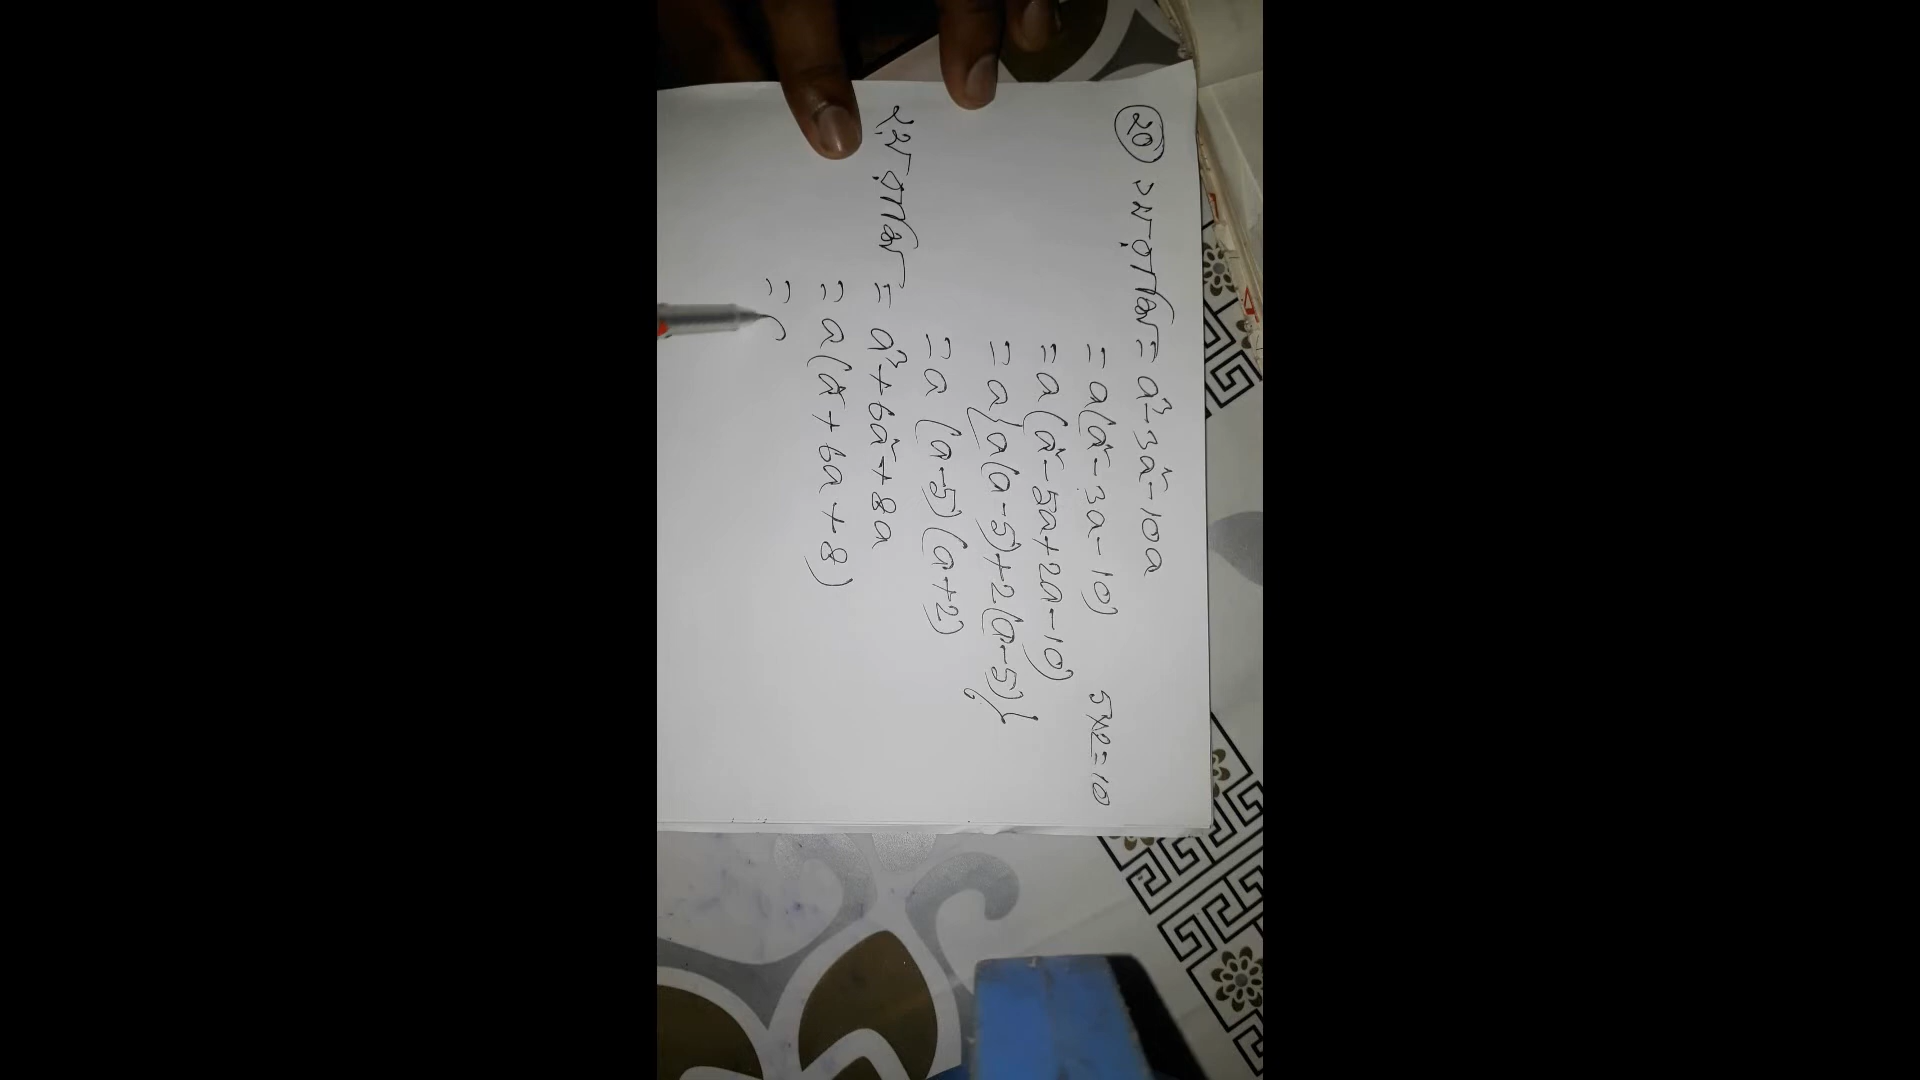 20 ১ম রাশি = a³-3a²-10a
= a(a²-3a-10) 5×2=10
= a(a²-5a+2a-10)
= a{a(a-5)+2(a-5)}
= a (a-5)(a+2)
২য় রাশি = a³+6a²+8a
= a(a²+6a+8)
=